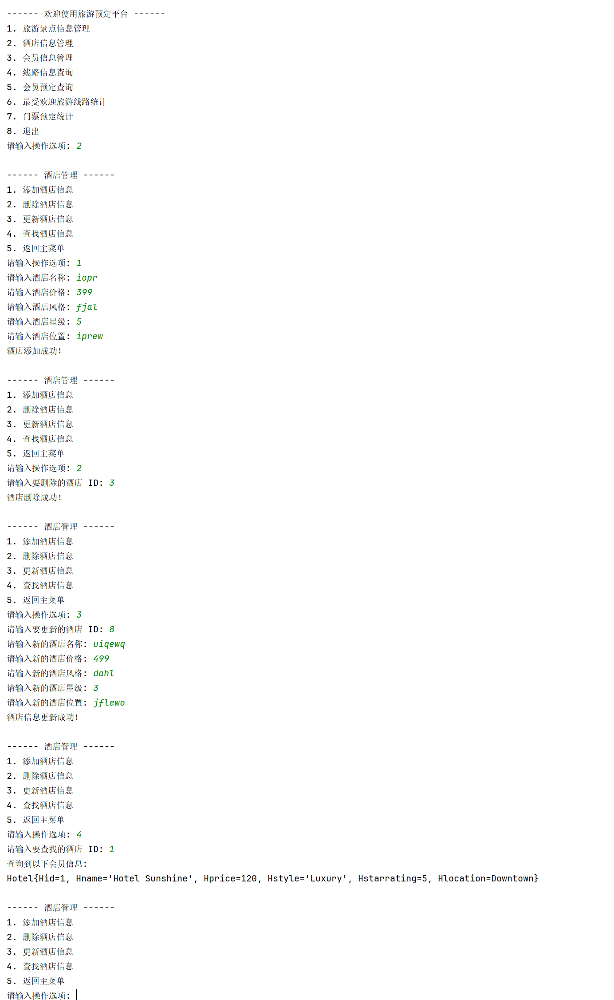 ------ 欢迎使用旅游预定平台 ------
1. 旅游景点信息管理
2. 酒店信息管理
3. 会员信息管理
4. 线路信息查询
5. 会员预定查询
6. 最受欢迎旅游线路统计
7. 门票预定统计
8. 退出
请输入操作选项: 2
------ 酒店管理 ------
1. 添加酒店信息
2. 删除酒店信息
3. 更新酒店信息
4. 查找酒店信息
5. 返回主菜单
请输入操作选项: 1
请输入酒店名称: iopr
请输入酒店价格: 399
请输入酒店风格: fjal
请输入酒店星级: 5
请输入酒店位置: iprew
酒店添加成功!
------ 酒店管理 ------
1. 添加酒店信息
2. 删除酒店信息
3. 更新酒店信息
4. 查找酒店信息
5. 返回主菜单
请输入操作选项: 2
请输入要删除的酒店 ID: 3
酒店删除成功!
------ 酒店管理 ------
1. 添加酒店信息
2. 删除酒店信息
3. 更新酒店信息
4. 查找酒店信息
5. 返回主菜单
请输入操作选项: 3
请输入要更新的酒店 ID: 8
请输入新的酒店名称: uiqewq
请输入新的酒店价格: 499
请输入新的酒店风格: dahl
请输入新的酒店星级: 3
请输入新的酒店位置: jflewo
酒店信息更新成功!
------ 酒店管理 ------
1. 添加酒店信息
2. 删除酒店信息
3. 更新酒店信息
4. 查找酒店信息
5. 返回主菜单
请输入操作选项: 4
请输入要查找的酒店 ID: 1
查询到以下会员信息:
Hotel{Hid=1, Hname='Hotel Sunshine', Hprice=120, Hstyle='Luxury', Hstarrating=5, Hlocation=Downtown}
------ 酒店管理 ------
1. 添加酒店信息
2. 删除酒店信息
3. 更新酒店信息
4. 查找酒店信息
5. 返回主菜单
请输入操作选项: